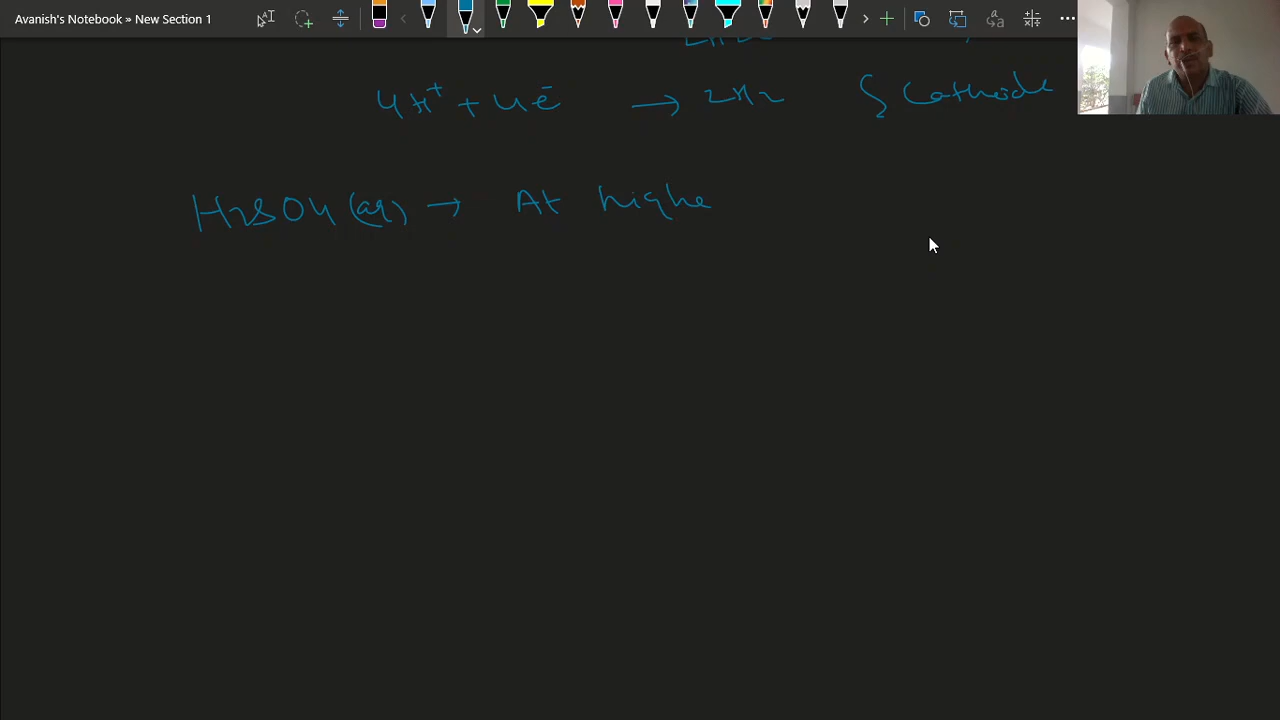 Avanish's Notebook » New Section 1
4H⁺ + 4e⁻ → 2H2 } Cathode
H2SO4 (aq) → At highe